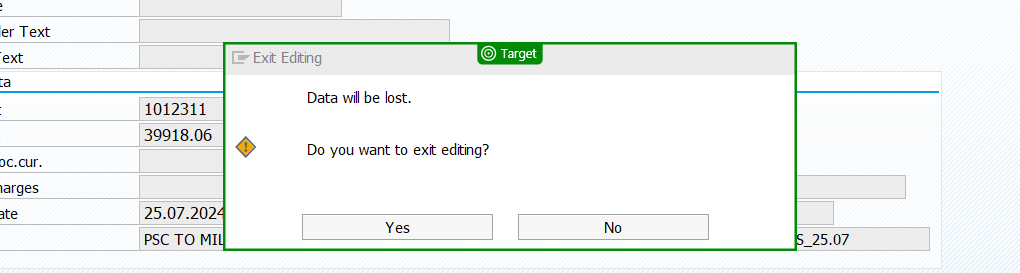 e
der Text
Text
ta
Target
Exit Editing
Data will be lost.
Do you want to exit editing?
Yes
No
t
1012311
39918.06
oc.cur.
harges
ate
25.07.2024
PSC TO MIL
S_25.07